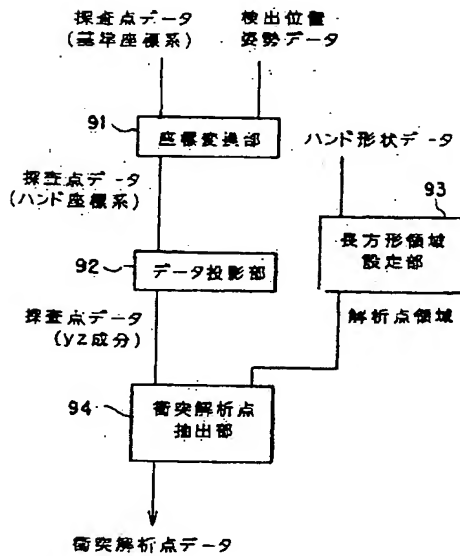 探査点データ
(基準座標系)
検出位置
姿勢データ
91
座標変換部
ハンド形状データ
探査点データ
(ハンド座標系)
93
長方形領域
設定部
92
データ投影部
解析点領域
探査点データ
(yz成分)
94
衝突解析点
抽出部
衝突解析点データ